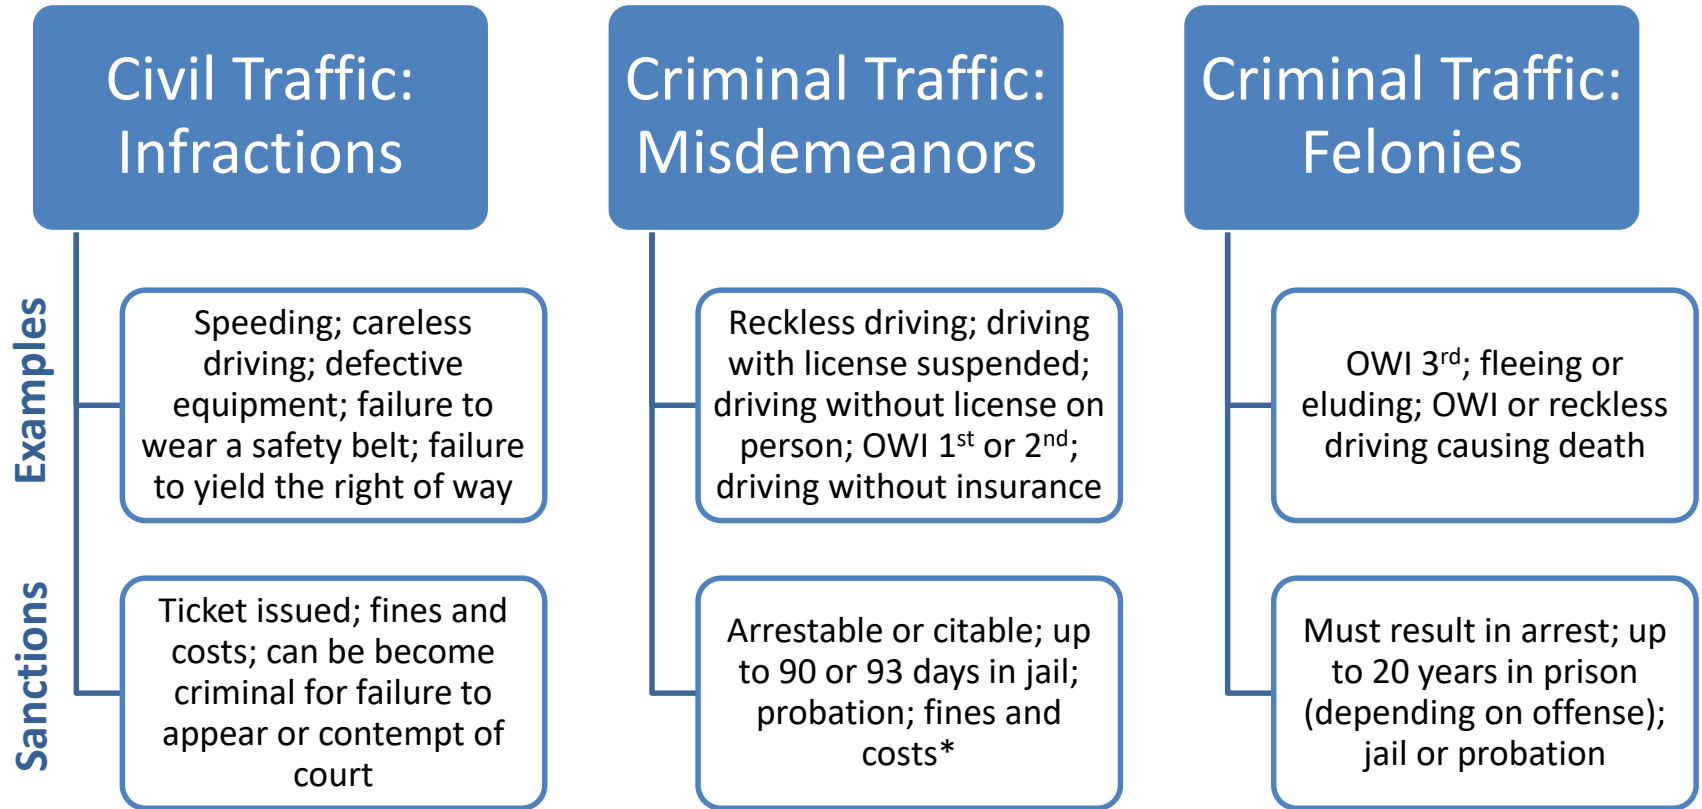 Civil Traffic:
Infractions
Criminal Traffic:
Misdemeanors
Criminal Traffic:
Felonies
Examples
Speeding; careless
driving; defective
equipment; failure to
wear a safety belt; failure
to yield the right of way
Reckless driving; driving
with license suspended;
driving without license on
person; OWI 1st or 2nd;
driving without insurance
OWI 3rd; fleeing or
eluding; OWI or reckless
driving causing death
Sanctions
Ticket issued; fines and
costs; can be become
criminal for failure to
appear or contempt of
court
Arrestable or citable; up
to 90 or 93 days in jail;
probation; fines and
costs*
Must result in arrest; up
to 20 years in prison
(depending on offense);
jail or probation